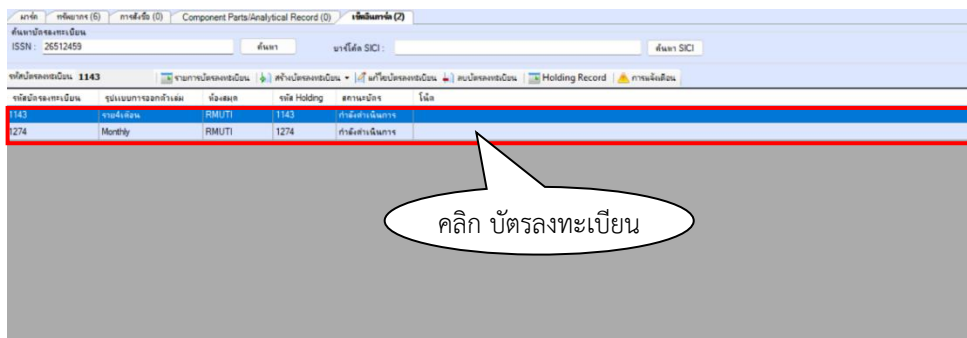 มาร์ค ทรัพยากร (6) การสั่งซื้อ (0) Component Parts/Analytical Record (0) เช็คอินการ์ด (2)
ค้นหาบัตรลงทะเบียน
ISSN : 26512459 ค้นหา บาร์โค้ด SICI : ค้นหา SICI
รหัสบัตรลงทะเบียน 1143 รายการบัตรลงทะเบียน สร้างบัตรลงทะเบียน แก้ไขบัตรลงทะเบียน ลบบัตรลงทะเบียน Holding Record การแจ้งเตือน
รหัสบัตรลงทะเบียน รูปแบบการออกตัวเล่ม ห้องสมุด รหัส Holding สถานะบัตร โน้ต
1143 ราย4เดือน RMUTI 1143 กำลังดำเนินการ
1274 Monthly RMUTI 1274 กำลังดำเนินการ
คลิก บัตรลงทะเบียน